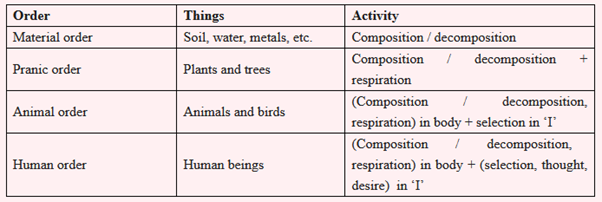 Order Things Activity
Material order Soil, water, metals, etc. Composition / decomposition
Pranic order Plants and trees Composition / decomposition +
respiration
Animal order Animals and birds (Composition / decomposition,
respiration) in body + selection in ‘I’
Human order Human beings (Composition / decomposition,
respiration) in body + (selection, thought,
desire) in ‘I’